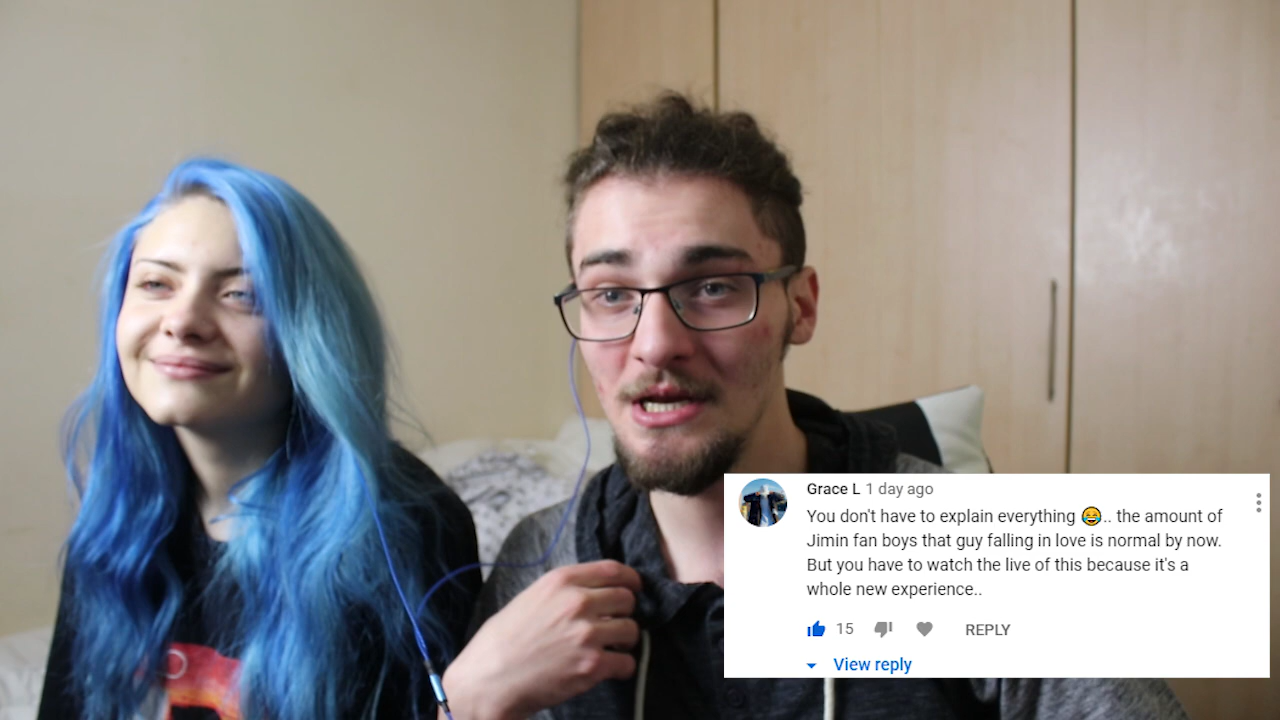 Grace L 1 day ago
You don't have to explain everything 😂.. the amount of
Jimin fan boys that guy falling in love is normal by now.
But you have to watch the live of this because it's a
whole new experience..
15 REPLY
View reply